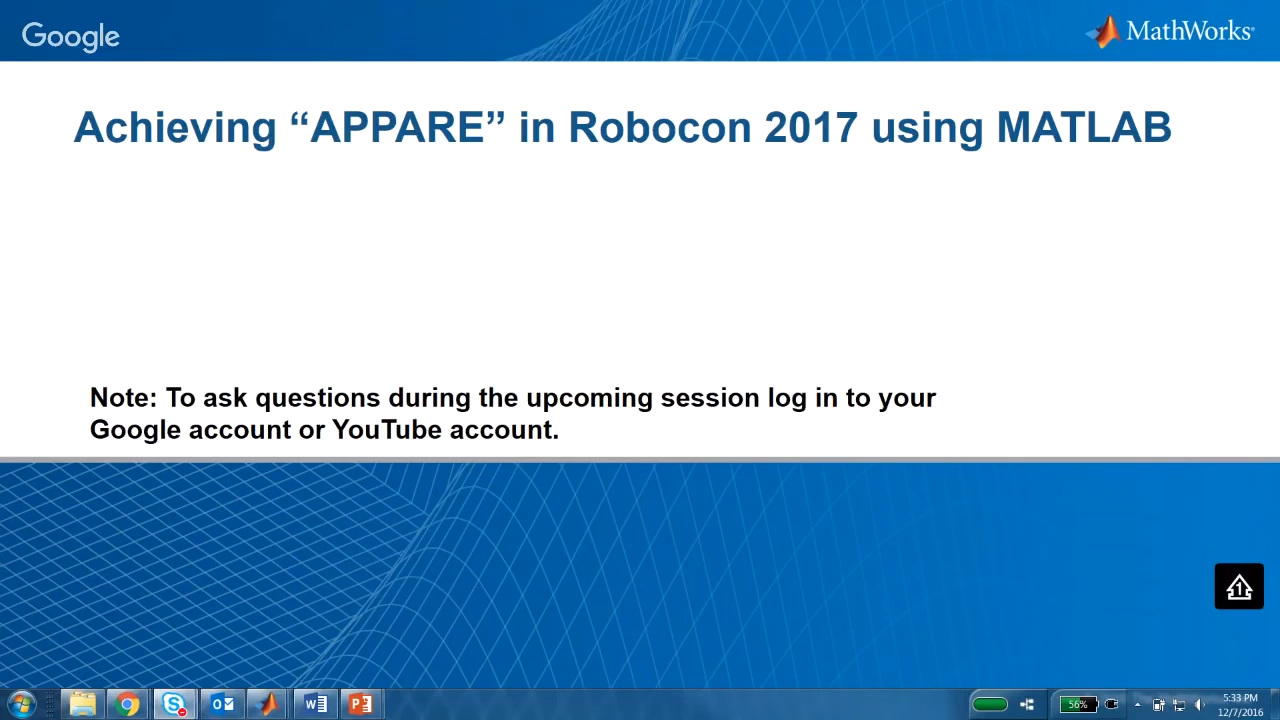 Google
MathWorks
Achieving “APPARE” in Robocon 2017 using MATLAB
Note: To ask questions during the upcoming session log in to your
Google account or YouTube account.
1
56%
5:33 PM
12/7/2016